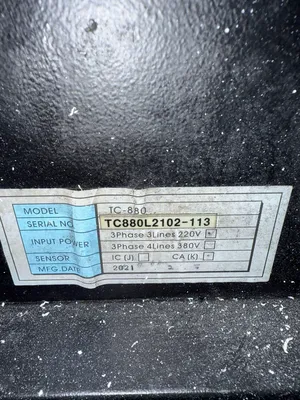 MODEL TC-880
SERIAL NO. TC880L2102-113
INPUT POWER 3Phase 3Lines 220V
3Phase 4Lines 380V
SENSOR IC(J) CA(K)
MFG.DATE 2021